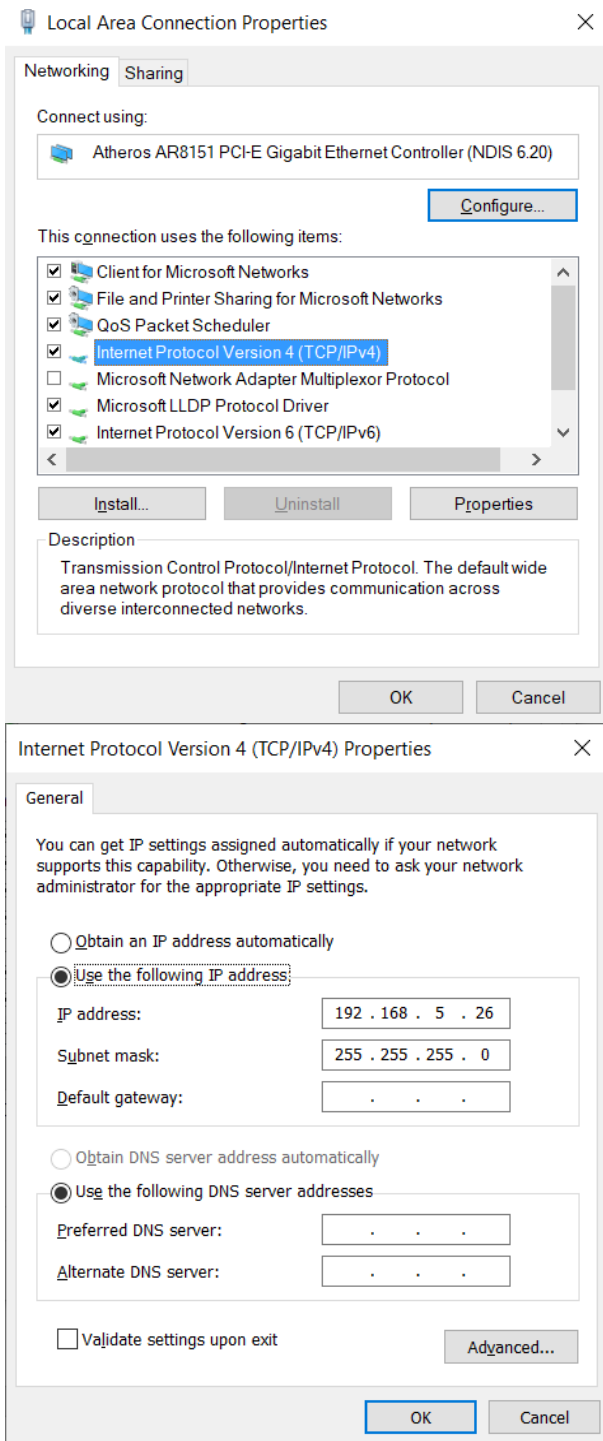 Local Area Connection Properties
Networking
Sharing
Connect using:
Atheros AR8151 PCI-E Gigabit Ethernet Controller (NDIS 6.20)
Configure...
This connection uses the following items:
Client for Microsoft Networks
File and Printer Sharing for Microsoft Networks
QoS Packet Scheduler
Internet Protocol Version 4 (TCP/IPv4)
Microsoft Network Adapter Multiplexor Protocol
Microsoft LLDP Protocol Driver
Internet Protocol Version 6 (TCP/IPv6)
Install...
Uninstall
Properties
Description
Transmission Control Protocol/Internet Protocol. The default wide
area network protocol that provides communication across
diverse interconnected networks.
OK
Cancel
Internet Protocol Version 4 (TCP/IPv4) Properties
General
You can get IP settings assigned automatically if your network
supports this capability. Otherwise, you need to ask your network
administrator for the appropriate IP settings.
Obtain an IP address automatically
Use the following IP address
IP address:
192 . 168 . 5 . 26
Subnet mask:
255 . 255 . 255 . 0
Default gateway:
. . .
Obtain DNS server address automatically
Use the following DNS server addresses
Preferred DNS server:
. . .
Alternate DNS server:
. . .
Validate settings upon exit
Advanced...
OK
Cancel